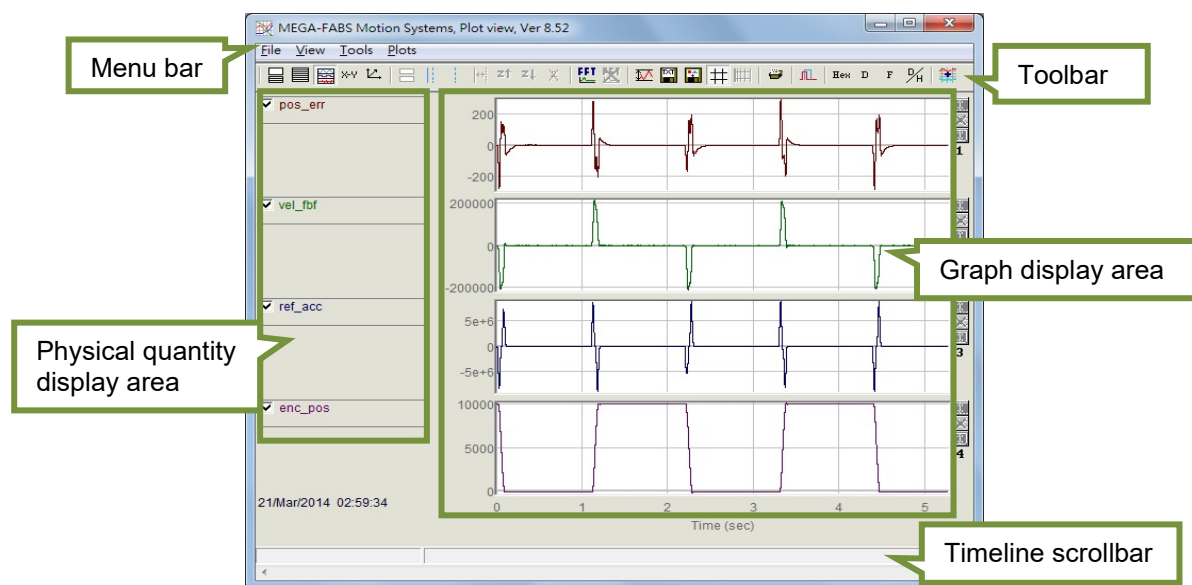 MEGA-FABS Motion Systems, Plot view, Ver 8.52
File View Tools Plots
Menu bar
X-Y
FFT
TXT
Hex D F D/H
Toolbar
pos_err
200
0
-200
1
vel_fbf
200000
0
-200000
Graph display area
ref_acc
5e+6
0
-5e+6
3
Physical quantity
display area
enc_pos
10000
5000
0
4
21/Mar/2014 02:59:34
0 1 2 3 4 5
Time (sec)
Timeline scrollbar